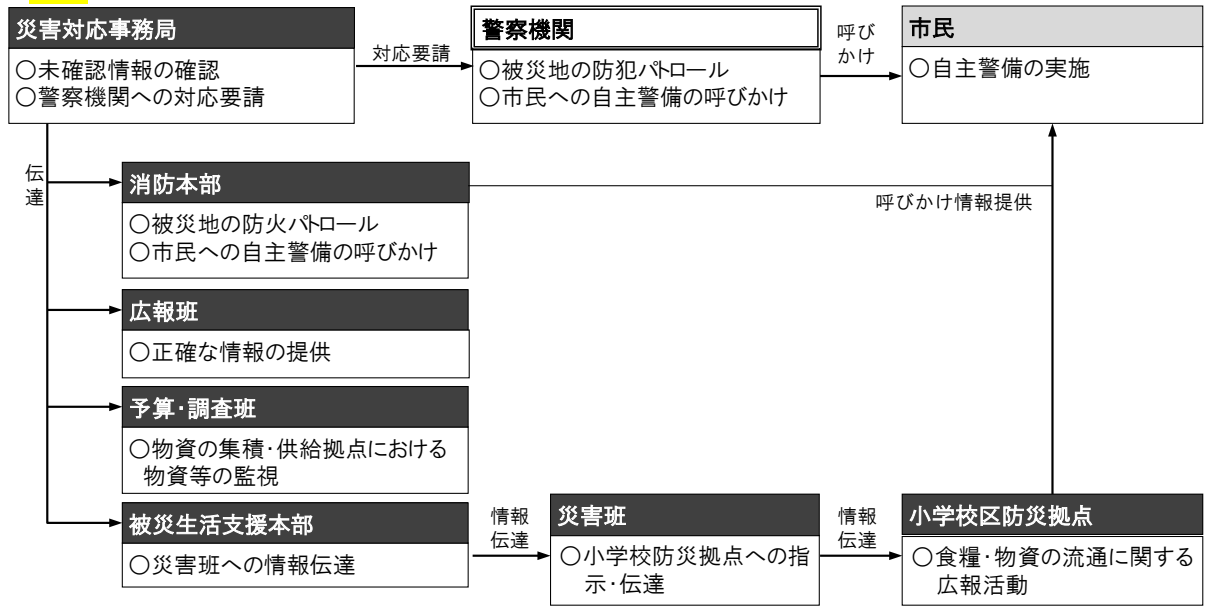 災害対応事務局
○未確認情報の確認
○警察機関への対応要請
対応要請
警察機関
○被災地の防犯パトロール
○市民への自主警備の呼びかけ
呼び
かけ
市民
○自主警備の実施
伝
達
消防本部
○被災地の防火パトロール
○市民への自主警備の呼びかけ
呼びかけ情報提供
広報班
○正確な情報の提供
予算・調査班
○物資の集積・供給拠点における
物資等の監視
被災生活支援本部
○災害班への情報伝達
情報
伝達
災害班
○小学校防災拠点への指
示・伝達
情報
伝達
小学校区防災拠点
○食糧・物資の流通に関する
広報活動